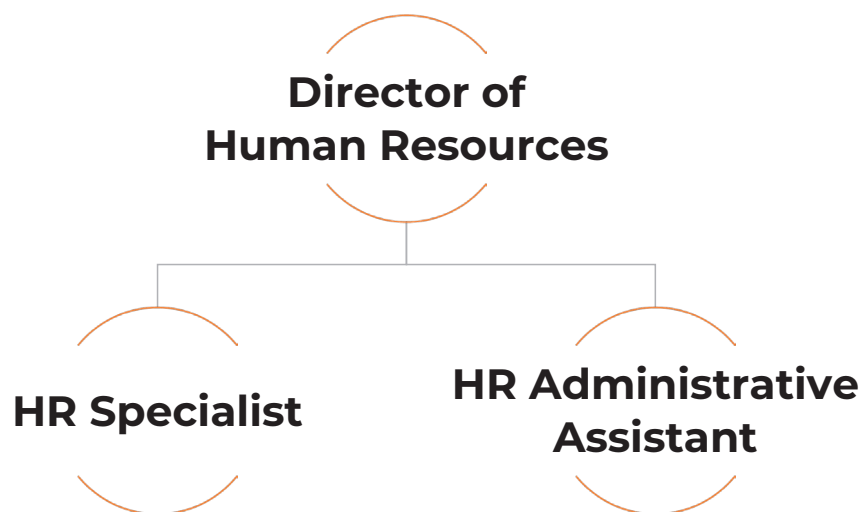 Director of
Human Resources
HR Specialist
HR Administrative
Assistant